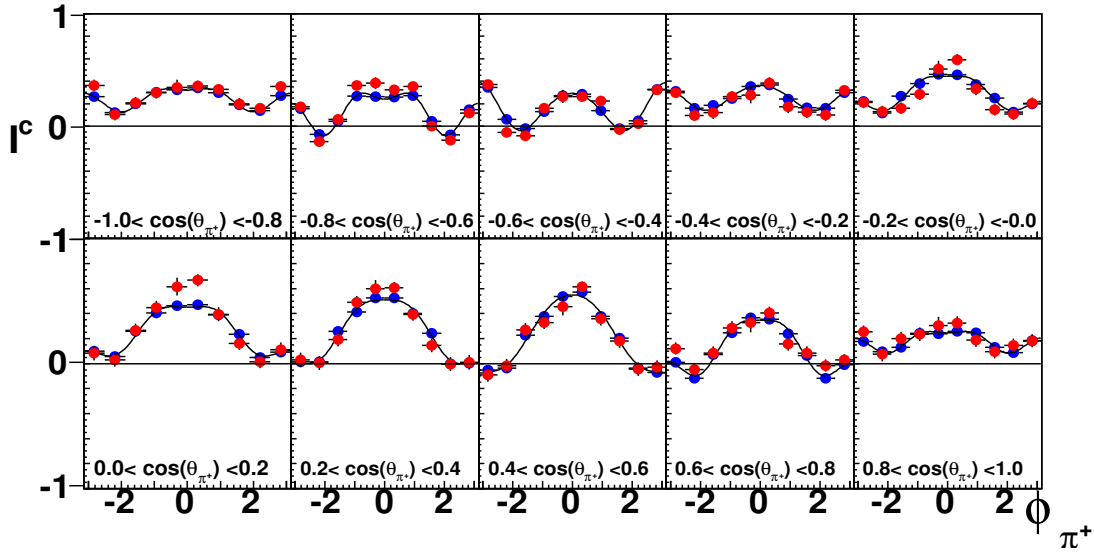 1
I^c
0
-1.0< cos(θ_π+) <-0.8
-0.8< cos(θ_π+) <-0.6
-0.6< cos(θ_π+) <-0.4
-0.4< cos(θ_π+) <-0.2
-0.2< cos(θ_π+) <-0.0
-1
0
0.0< cos(θ_π+) <0.2
0.2< cos(θ_π+) <0.4
0.4< cos(θ_π+) <0.6
0.6< cos(θ_π+) <0.8
0.8< cos(θ_π+) <1.0
-1
-2 0 2 -2 0 2 -2 0 2 -2 0 2 -2 0 2
ϕ π+